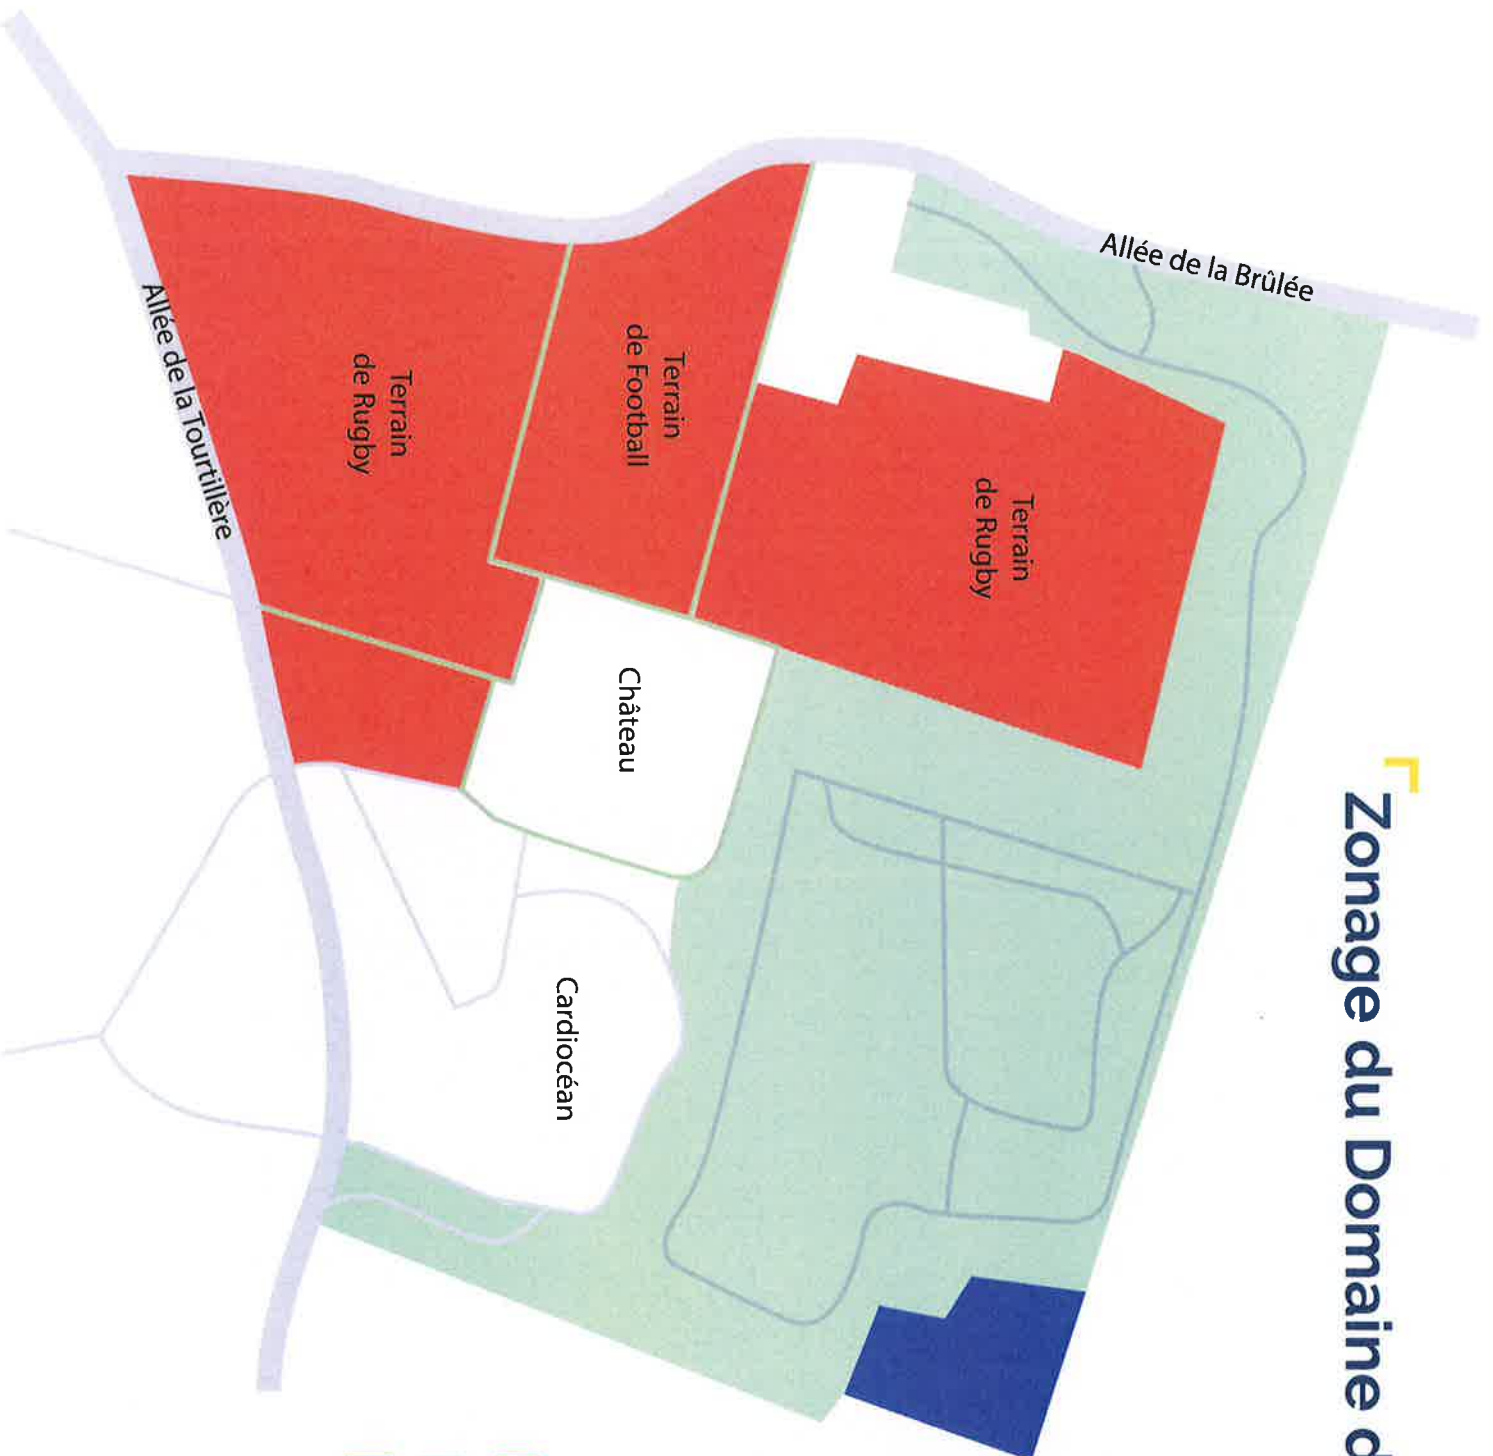 Zonage du Domaine d
Allée de la Brûlée
Terrain
de Rugby
Terrain
de Football
Terrain
de Rugby
Château
Cardiocéan
Allée de la Tourtillère